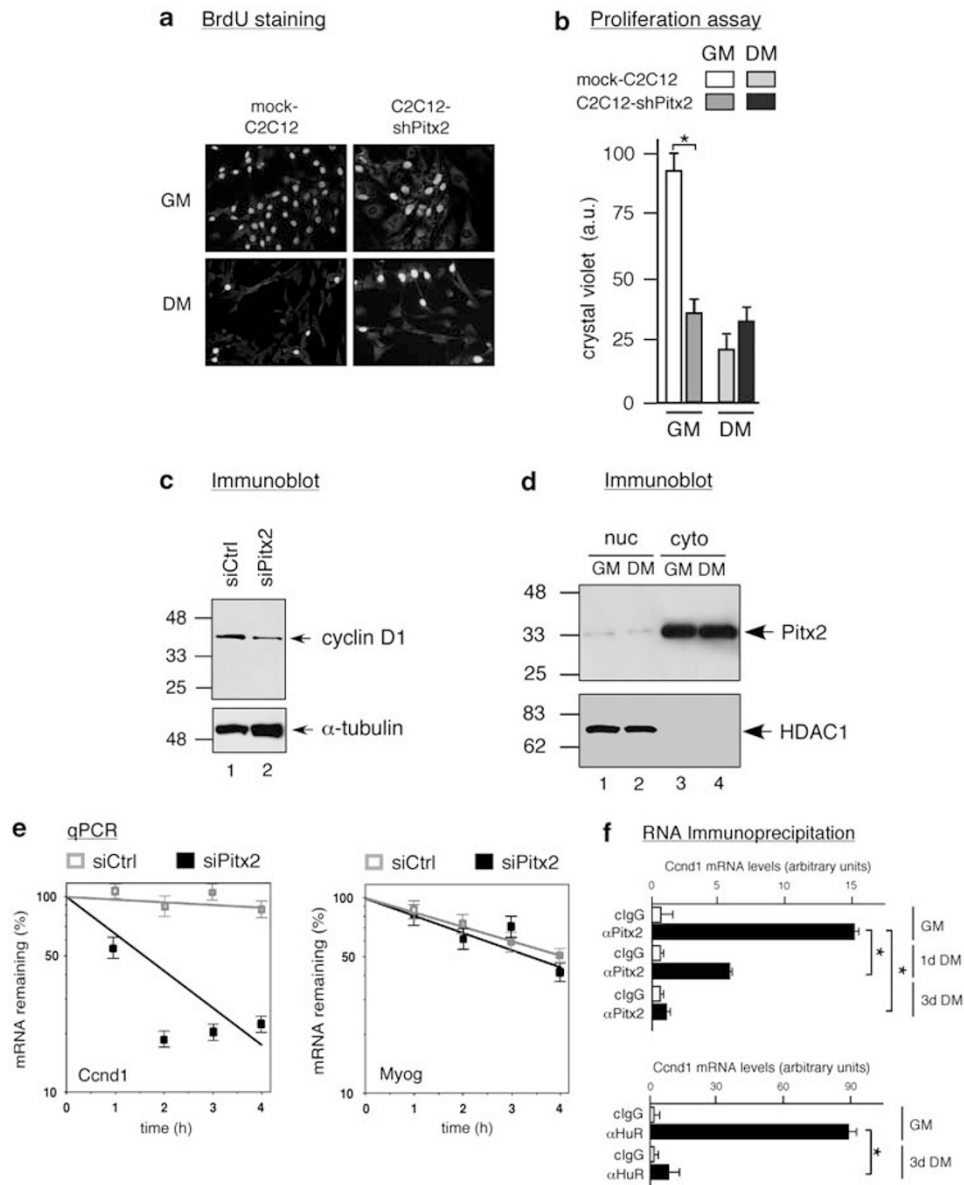 a BrdU staining
mock-
C2C12
C2C12-
shPitx2
GM
DM
b Proliferation assay
GM DM
mock-C2C12
C2C12-shPitx2
*
100
75
50
25
0
crystal violet (a.u.)
GM DM
c Immunoblot
siCtrl
siPitx2
48
33
25
cyclin D1
48
α-tubulin
1 2
d Immunoblot
nuc cyto
GM DM GM DM
48
33
25
Pitx2
83
62
HDAC1
1 2 3 4
e qPCR
siCtrl siPitx2
100
50
10
mRNA remaining (%)
Ccnd1
0 1 2 3 4
time (h)
siCtrl siPitx2
100
50
10
mRNA remaining (%)
Myog
0 1 2 3 4
time (h)
f RNA Immunoprecipitation
Ccnd1 mRNA levels (arbitrary units)
0 5 10 15
cIgG
αPitx2
GM
cIgG
αPitx2
1d DM
cIgG
αPitx2
3d DM
*
*
Ccnd1 mRNA levels (arbitrary units)
0 30 60 90
cIgG
αHuR
GM
cIgG
αHuR
3d DM
*